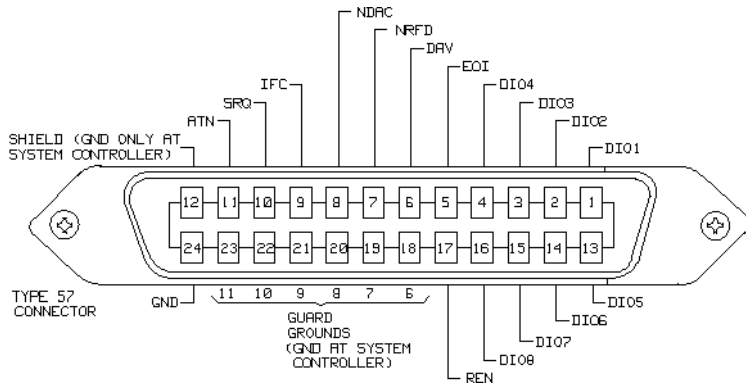 NDAC
NRFD
DAV
EOI
IFC
DIO4
SRQ
DIO3
ATN
DIO2
SHIELD (GND ONLY AT
SYSTEM CONTROLLER)
DIO1
12 11 10 9 8 7 6 5 4 3 2 1
24 23 22 21 20 19 18 17 16 15 14 13
TYPE 57
CONNECTOR
GND
11 10 9 8 7 6
DIO5
GUARD
GROUNDS
(GND AT SYSTEM
CONTROLLER)
DIO6
DIO7
DIO8
REN